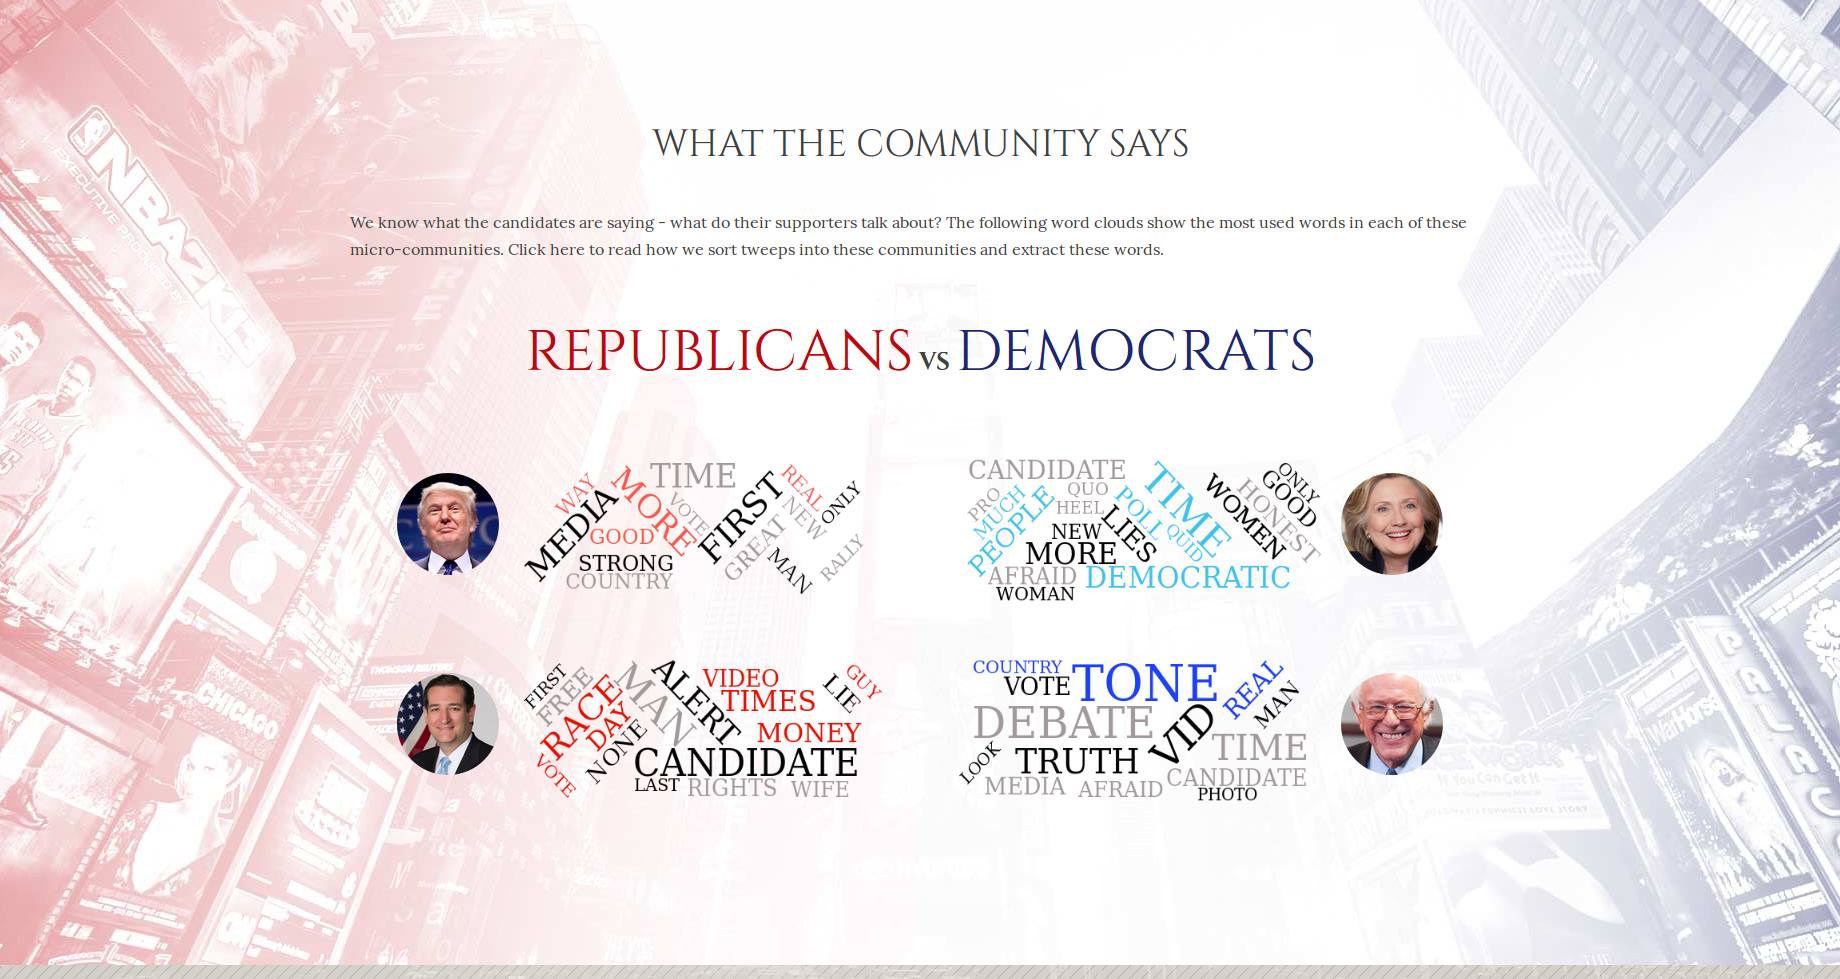 WHAT THE COMMUNITY SAYS
We know what the candidates are saying - what do their supporters talk about? The following word clouds show the most used words in each of these
micro-communities. Click here to read how we sort tweeps into these communities and extract these words.
REPUBLICANS VS DEMOCRATS
WAY
MEDIA
MORE
TIME
VOTE
GOOD
STRONG
COUNTRY
FIRST
REAL
NEW
ONLY
GREAT
MAN
RALLY
CANDIDATE
PRO
MUCH
PEOPLE
QUO
HEEL
NEW
MORE
LIES
AFRAID
WOMAN
POLL
TIME
QUID
DEMOCRATIC
WOMEN
HONEST
GOOD
ONLY
FIRST
FREE
RACE
DAY
VOTE
NONE
MAN
ALERT
VIDEO
TIMES
MONEY
LIE
GUY
CANDIDATE
LAST
RIGHTS
WIFE
COUNTRY
VOTE
TONE
REAL
MAN
DEBATE
VID
LOOK
TRUTH
TIME
MEDIA
AFRAID
CANDIDATE
PHOTO
NBA2K13
CHICAGO
THOMSON REUTERS
PALAC